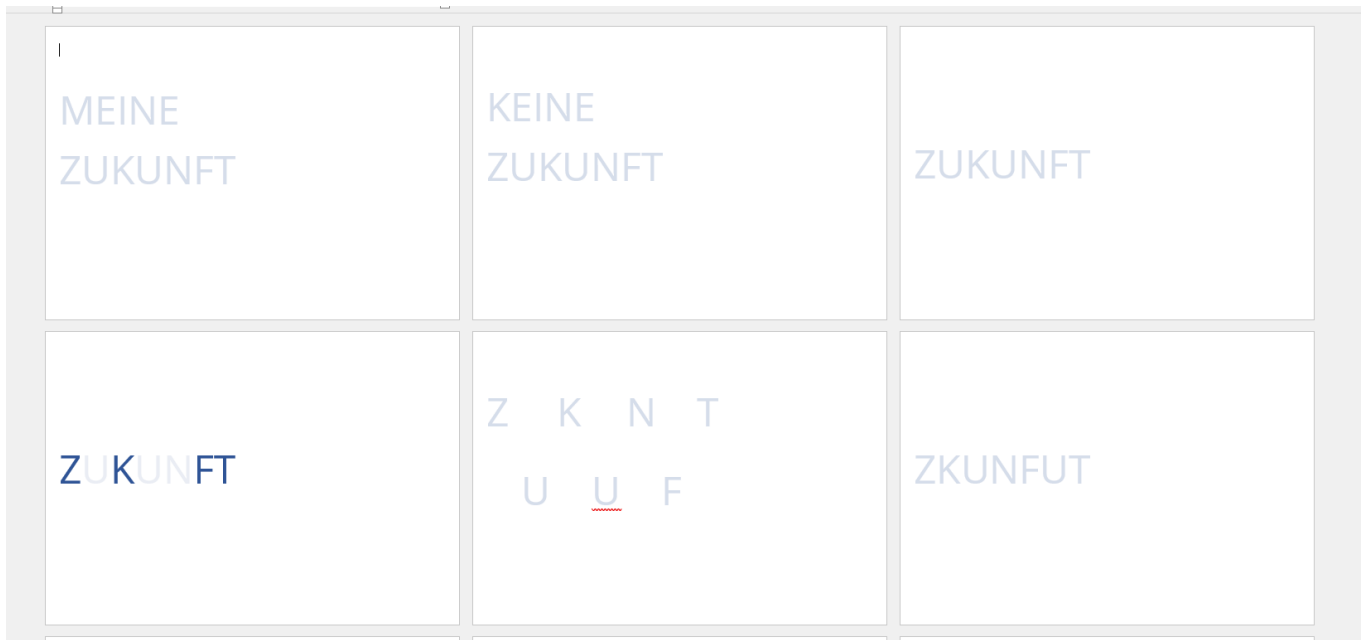 MEINE
ZUKUNFT
KEINE
ZUKUNFT
ZUKUNFT
ZUKUNFT
Z K N T
U U F
ZKUNFUT